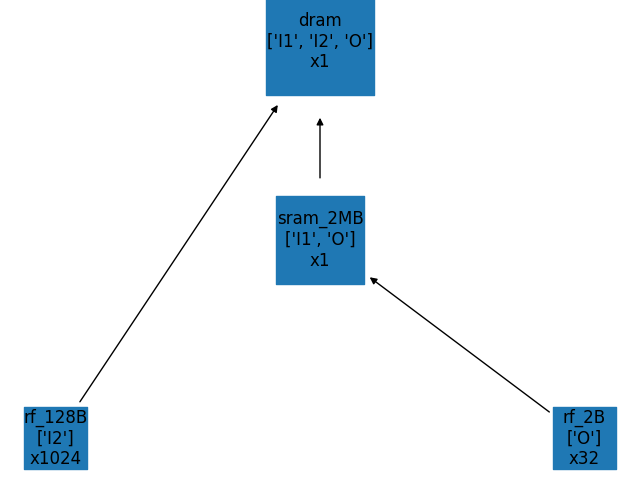 dram
['I1', 'I2', 'O']
x1
sram_2MB
['I1', 'O']
x1
rf_128B
['I2']
x1024
rf_2B
['O']
x32